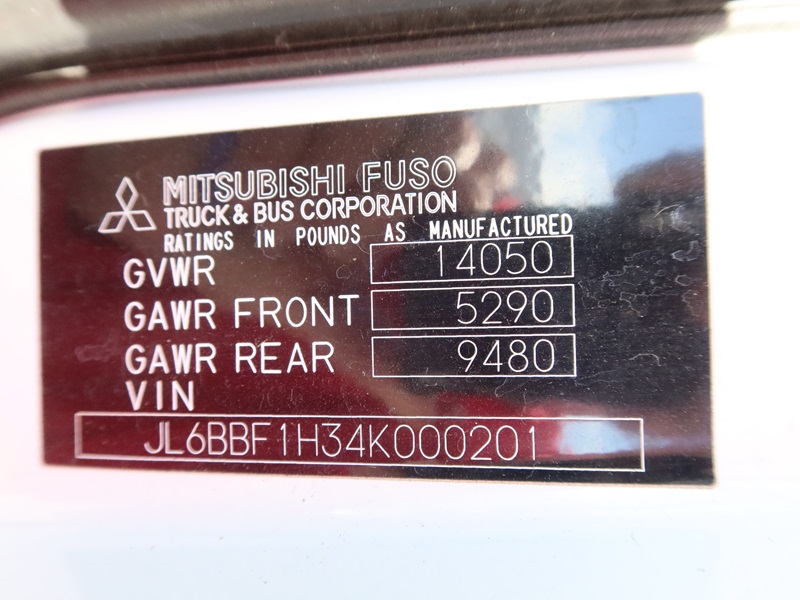 MITSUBISHI FUSO
TRUCK & BUS CORPORATION
RATINGS IN POUNDS AS MANUFACTURED
GVWR 14050
GAWR FRONT 5290
GAWR REAR 9480
VIN
JL6BBF1H34K000201